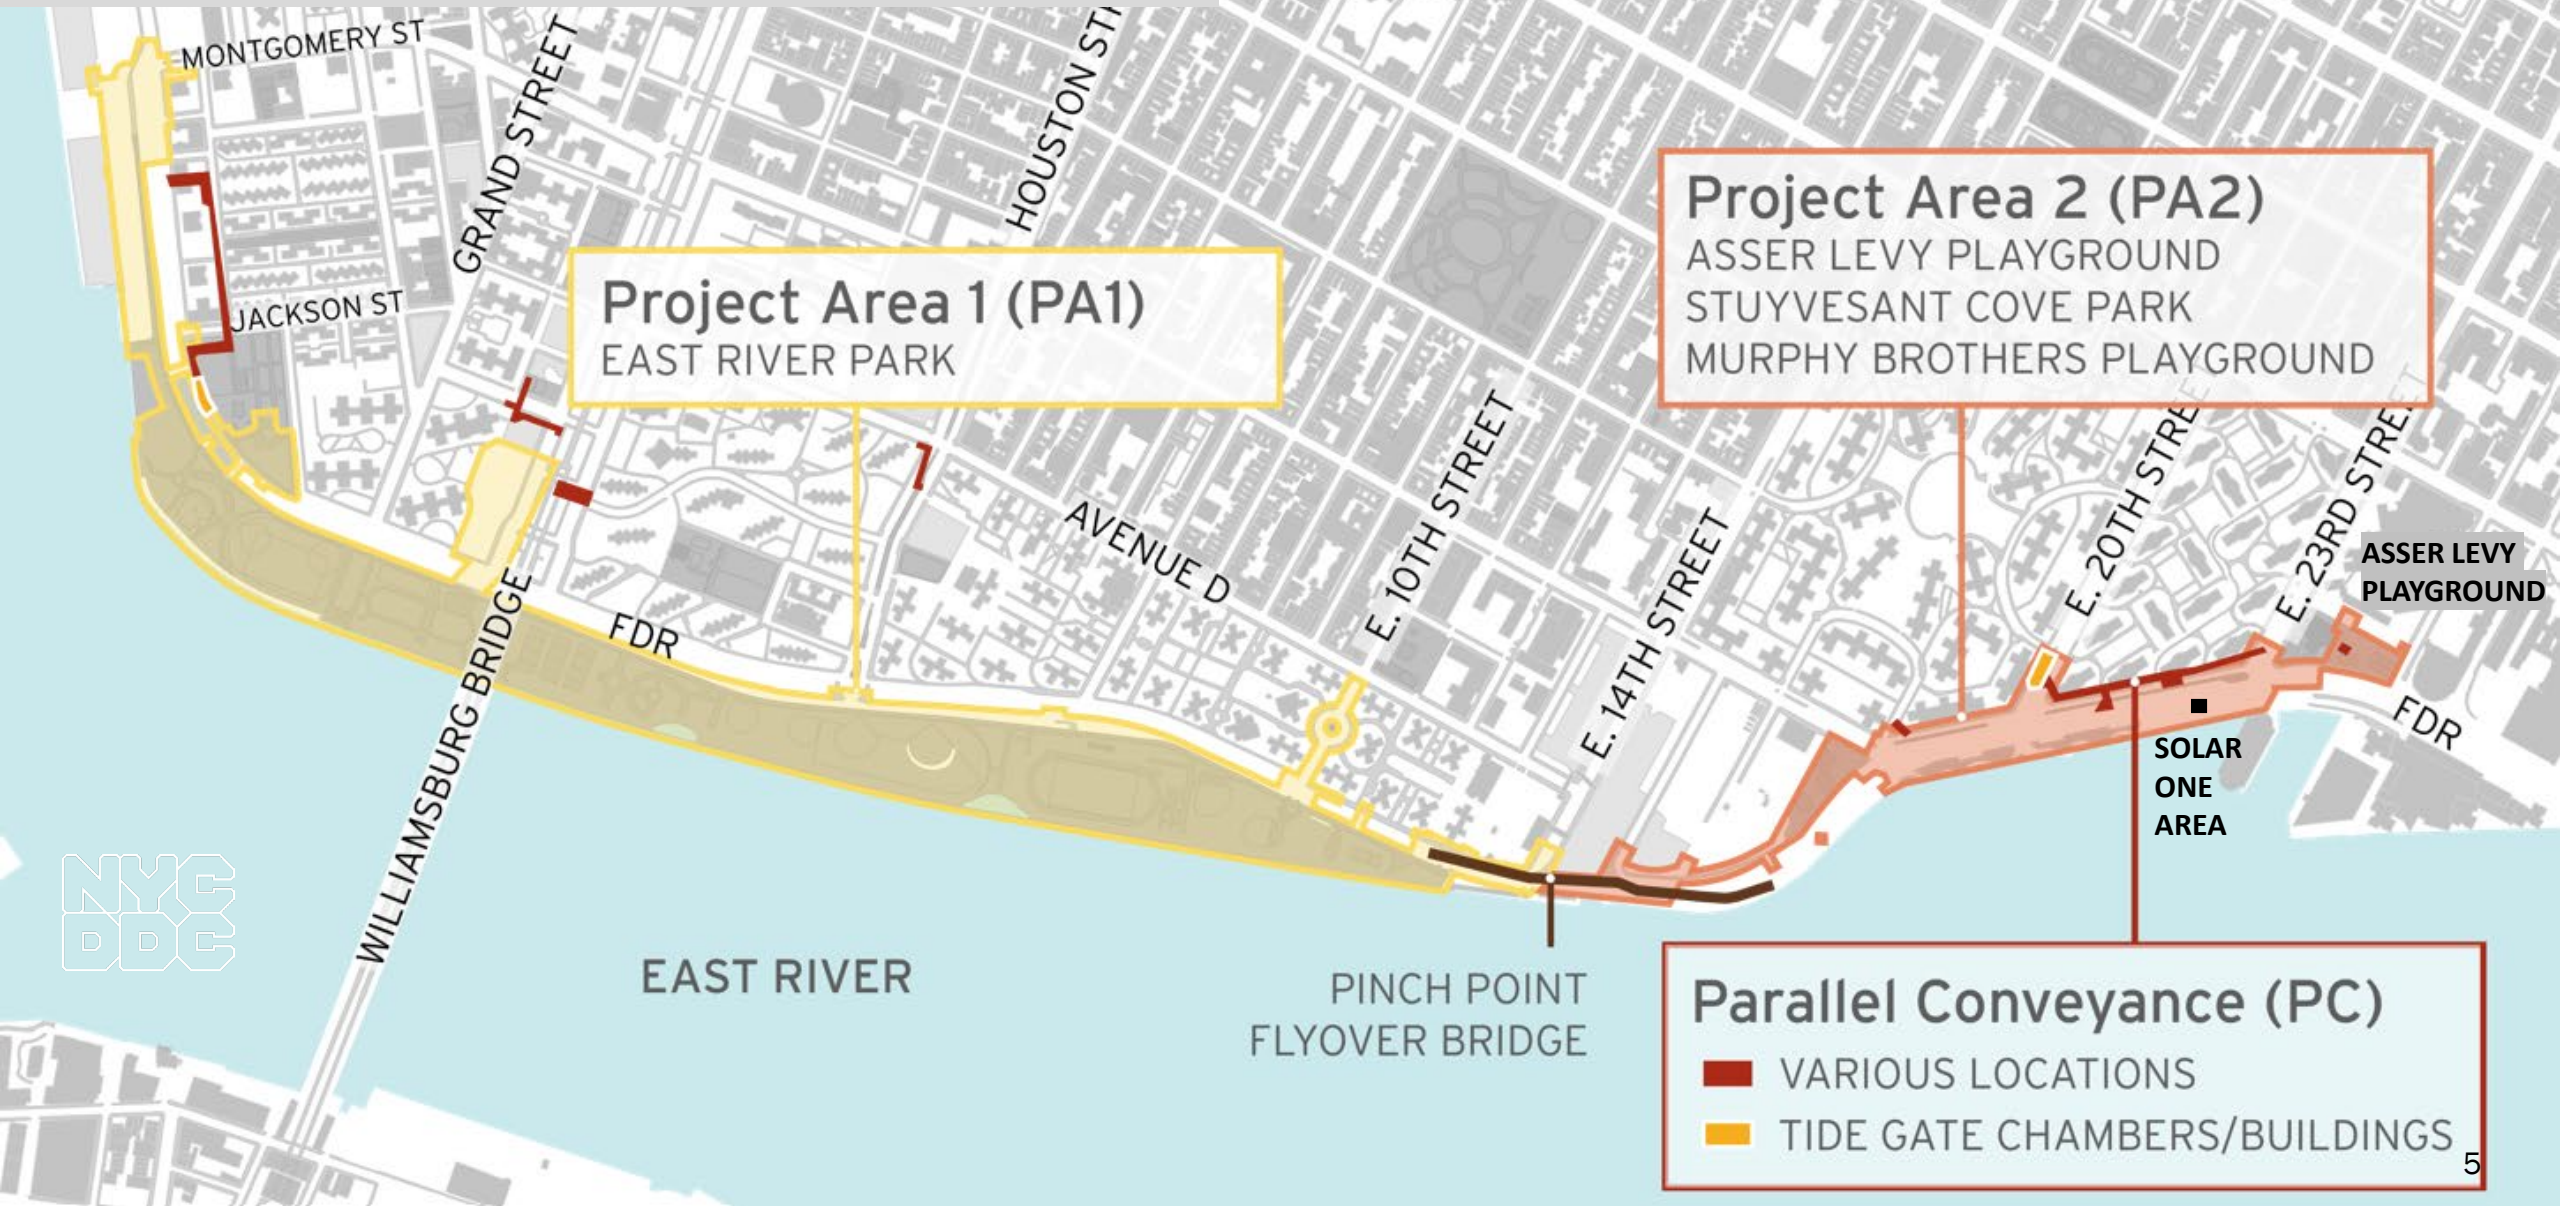 MONTGOMERY ST
GRAND STREET
HOUSTON STR
JACKSON ST
Project Area 1 (PA1)
EAST RIVER PARK
Project Area 2 (PA2)
ASSER LEVY PLAYGROUND
STUYVESANT COVE PARK
MURPHY BROTHERS PLAYGROUND
AVENUE D
E. 10TH STREET
E. 14TH STREET
E. 20TH STREE
E. 23RD STREET
ASSER LEVY
PLAYGROUND
FDR
FDR
SOLAR
ONE
AREA
WILLIAMSBURG BRIDGE
NYC
DDC
EAST RIVER
PINCH POINT
FLYOVER BRIDGE
Parallel Conveyance (PC)
VARIOUS LOCATIONS
TIDE GATE CHAMBERS/BUILDINGS
5